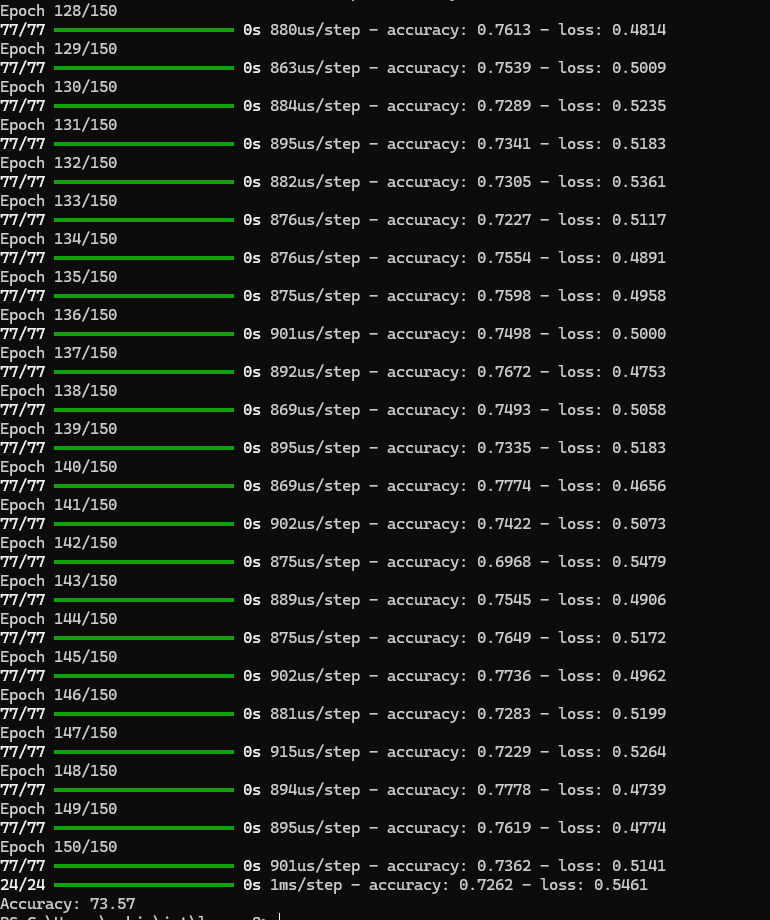 Epoch 128/150
77/77 0s 880us/step - accuracy: 0.7613 - loss: 0.4814
Epoch 129/150
77/77 0s 863us/step - accuracy: 0.7539 - loss: 0.5009
Epoch 130/150
77/77 0s 884us/step - accuracy: 0.7289 - loss: 0.5235
Epoch 131/150
77/77 0s 895us/step - accuracy: 0.7341 - loss: 0.5183
Epoch 132/150
77/77 0s 882us/step - accuracy: 0.7305 - loss: 0.5361
Epoch 133/150
77/77 0s 876us/step - accuracy: 0.7227 - loss: 0.5117
Epoch 134/150
77/77 0s 876us/step - accuracy: 0.7554 - loss: 0.4891
Epoch 135/150
77/77 0s 875us/step - accuracy: 0.7598 - loss: 0.4958
Epoch 136/150
77/77 0s 901us/step - accuracy: 0.7498 - loss: 0.5000
Epoch 137/150
77/77 0s 892us/step - accuracy: 0.7672 - loss: 0.4753
Epoch 138/150
77/77 0s 869us/step - accuracy: 0.7493 - loss: 0.5058
Epoch 139/150
77/77 0s 895us/step - accuracy: 0.7335 - loss: 0.5183
Epoch 140/150
77/77 0s 869us/step - accuracy: 0.7774 - loss: 0.4656
Epoch 141/150
77/77 0s 902us/step - accuracy: 0.7422 - loss: 0.5073
Epoch 142/150
77/77 0s 875us/step - accuracy: 0.6968 - loss: 0.5479
Epoch 143/150
77/77 0s 889us/step - accuracy: 0.7545 - loss: 0.4906
Epoch 144/150
77/77 0s 875us/step - accuracy: 0.7649 - loss: 0.5172
Epoch 145/150
77/77 0s 902us/step - accuracy: 0.7736 - loss: 0.4962
Epoch 146/150
77/77 0s 881us/step - accuracy: 0.7283 - loss: 0.5199
Epoch 147/150
77/77 0s 915us/step - accuracy: 0.7229 - loss: 0.5264
Epoch 148/150
77/77 0s 894us/step - accuracy: 0.7778 - loss: 0.4739
Epoch 149/150
77/77 0s 895us/step - accuracy: 0.7619 - loss: 0.4774
Epoch 150/150
77/77 0s 901us/step - accuracy: 0.7362 - loss: 0.5141
24/24 0s 1ms/step - accuracy: 0.7262 - loss: 0.5461
Accuracy: 73.57